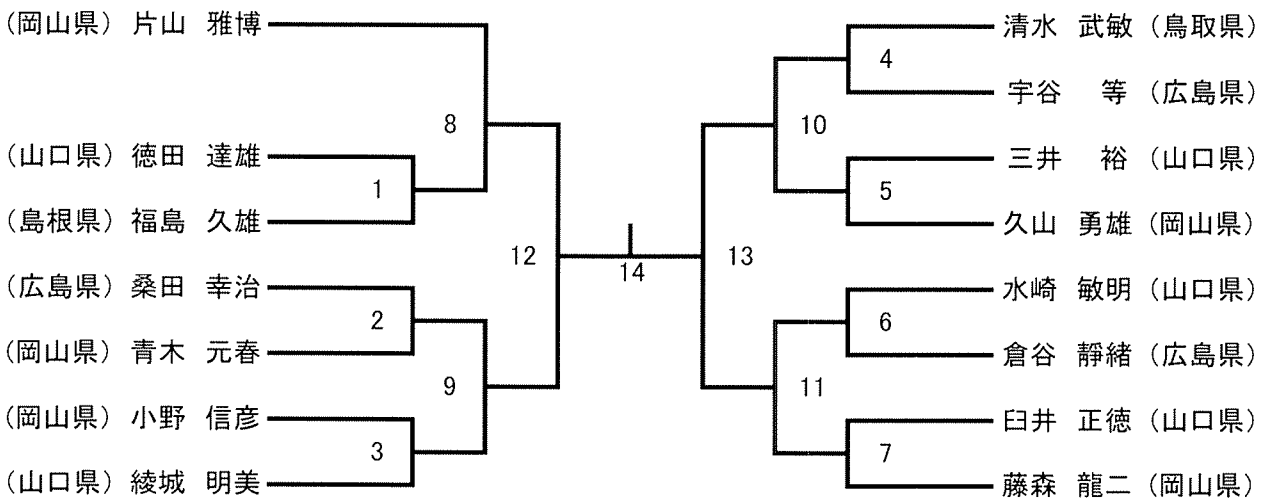 (岡山県) 片山 雅博
8
(山口県) 徳田 達雄
1
(島根県) 福島 久雄
12
(広島県) 桑田 幸治
2
(岡山県) 青木 元春
9
(岡山県) 小野 信彦
3
(山口県) 綾城 明美
14
清水 武敏 (鳥取県)
4
宇谷 等 (広島県)
10
三井 裕 (山口県)
5
久山 勇雄 (岡山県)
13
水崎 敏明 (山口県)
6
倉谷 靜緒 (広島県)
11
臼井 正徳 (山口県)
7
藤森 龍二 (岡山県)